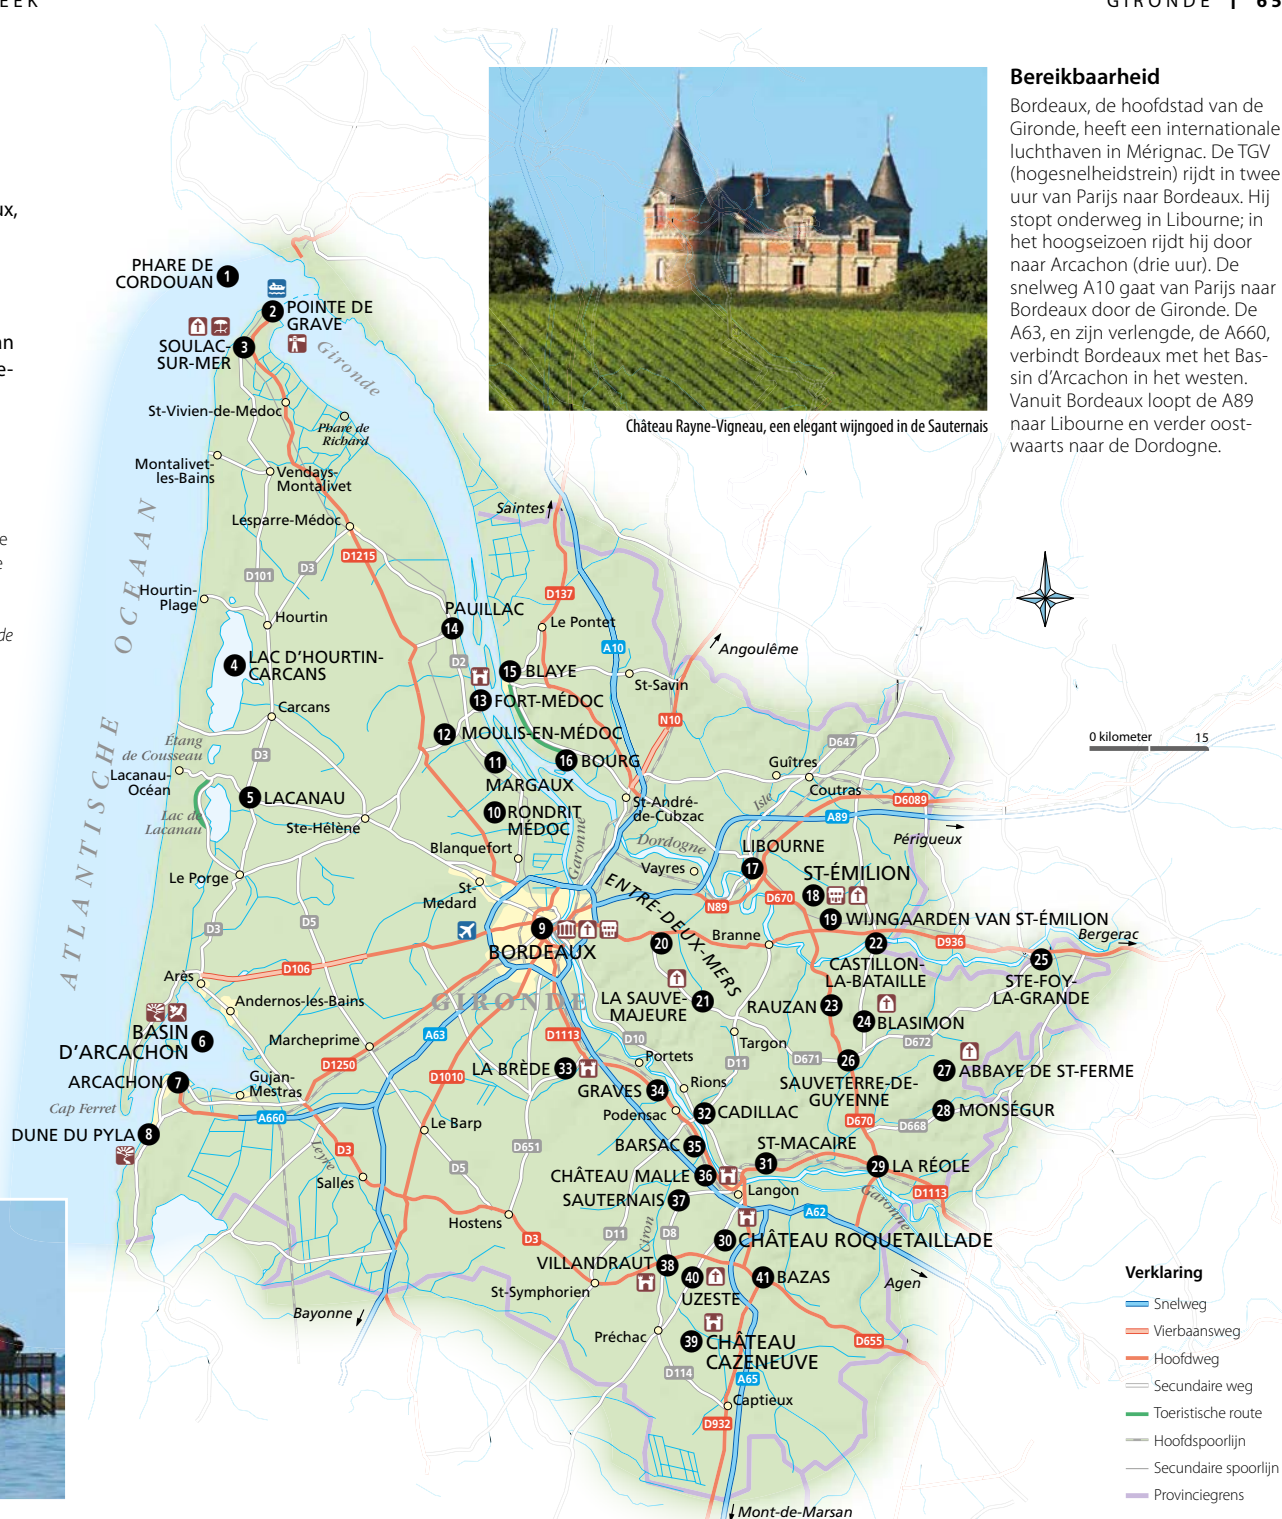 EEK
GIRONDE | 65
ux,
an
e-
e
e
de
Château Rayne-Vigneau, een elegant wijngoed in de Sauternais
Bereikbaarheid
Bordeaux, de hoofdstad van de
Gironde, heeft een internationale
luchthaven in Mérignac. De TGV
(hogesnelheidstrein) rijdt in twee
uur van Parijs naar Bordeaux. Hij
stopt onderweg in Libourne; in
het hoogseizoen rijdt hij door
naar Arcachon (drie uur). De
snelweg A10 gaat van Parijs naar
Bordeaux door de Gironde. De
A63, en zijn verlengde, de A660,
verbindt Bordeaux met het Bas-
sin d'Arcachon in het westen.
Vanuit Bordeaux loopt de A89
naar Libourne en verder oost-
waarts naar de Dordogne.
PHARE DE
CORDOUAN 1
2 POINTE DE
GRAVE
SOULAC-
SUR-MER 3
Gironde
St-Vivien-de-Medoc
Phare de
Richard
Montalivet-
les-Bains
Vendays-
Montalivet
Saintes
Lesparre-Médoc
D1215
D101
D3
D137
Hourtin-
Plage
Hourtin
PAUILLAC
14
Le Pontet
A10
Angoulême
ATLANTISCHE OCEAAN
4 LAC D'HOURTIN-
CARCANS
D2
15 BLAYE
St-Savin
13 FORT-MÉDOC
Carcans
N10
12 MOULIS-EN-MÉDOC
D647
0 kilometer 15
Étang
de Cousseau
D3
11
MARGAUX
16 BOURG
Guîtres
Lacanau-
Océan
Coutras
5 LACANAU
Isle
D6089
St-André-
de-Cubzac
10 RONDRIT
MÉDOC
A89
Lac de
Lacanau
Ste-Hélène
Garonne
Dordogne
Périgueux
Blanquefort
LIBOURNE
17
Vayres
Le Porge
ST-ÉMILION
18
St-
Medard
ENTRE-DEUX-MERS
N89
D670
19 WIJNGAARDEN VAN ST-ÉMILION
D3
D5
9
BORDEAUX
20
Branne
22
CASTILLON-
LA-BATAILLE
D936
Bergerac
25
STE-FOY-
LA-GRANDE
Arès
D106
GIRONDE
LA SAUVE-
MAJEURE 21
RAUZAN 23
Andernos-les-Bains
24 BLASIMON
BASIN
D'ARCACHON 6
Marcheprime
A63
D1113
D10
Targon
D672
D1250
Portets
D11
D671
26
SAUVETERRE-DE-
GUYENNE
27 ABBAYE DE ST-FERME
ARCACHON 7
Gujan-
Mestras
D1010
LA BRÈDE 33
GRAVES 34
Rions
Cap Ferret
A660
Podensac
32 CADILLAC
28 MONSÉGUR
D670
D668
DUNE DU PYLA 8
Le Barp
BARSAC 35
ST-MACAIRE
31
D3
Leyre
D651
D5
CHÂTEAU MALLE 36
29 LA RÉOLE
Salles
Langon
D1113
SAUTERNAIS 37
Garonne
A62
Hostens
D3
D11
Ciron
D8
30 CHÂTEAU ROQUETAILLADE
VILLANDRAUT 38
40
UZESTE
41 BAZAS
Agen
St-Symphorien
Bayonne
Préchac
39 CHÂTEAU
CAZENEUVE
D655
D114
A65
Captieux
D932
Mont-de-Marsan
Verklaring
Snelweg
Vierbaansweg
Hoofdweg
Secundaire weg
Toeristische route
Hoofdspoorlijn
Secundaire spoorlijn
Provinciegrens